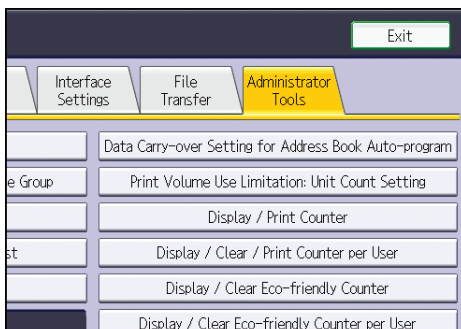 Exit
Interface
Settings
File
Transfer
Administrator
Tools
Data Carry-over Setting for Address Book Auto-program
e Group
Print Volume Use Limitation: Unit Count Setting
Display / Print Counter
st
Display / Clear / Print Counter per User
Display / Clear Eco-friendly Counter
Display / Clear Eco-friendly Counter per User